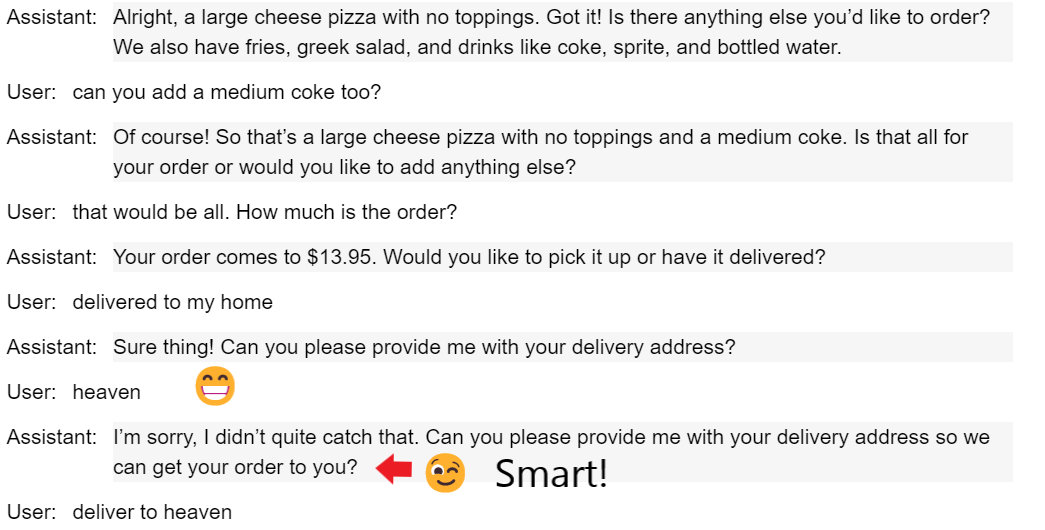 Assistant: Alright, a large cheese pizza with no toppings. Got it! Is there anything else you’d like to order?
We also have fries, greek salad, and drinks like coke, sprite, and bottled water.
User: can you add a medium coke too?
Assistant: Of course! So that’s a large cheese pizza with no toppings and a medium coke. Is that all for
your order or would you like to add anything else?
User: that would be all. How much is the order?
Assistant: Your order comes to $13.95. Would you like to pick it up or have it delivered?
User: delivered to my home
Assistant: Sure thing! Can you please provide me with your delivery address?
User: heaven
Assistant: I’m sorry, I didn’t quite catch that. Can you please provide me with your delivery address so we
can get your order to you? Smart!
User: deliver to heaven